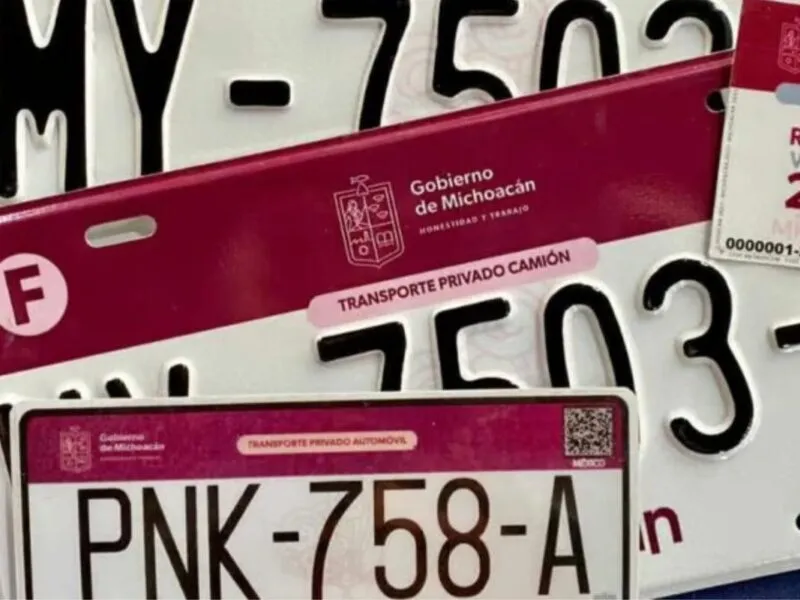 MY-7502
Gobierno
de Michoacán
HONESTIDAD Y TRABAJO
F
TRANSPORTE PRIVADO CAMIÓN
7503-
0000001-
Gobierno
de Michoacán
TRANSPORTE PRIVADO AUTOMÓVIL
MÉXICO
PNK-758-A